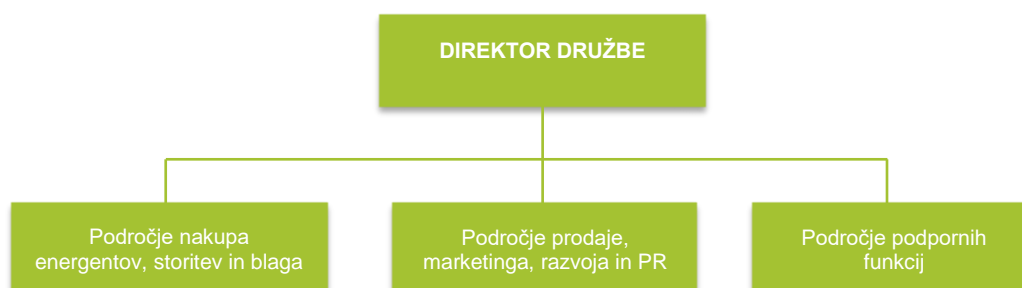 DIREKTOR DRUŽBE
Področje nakupa
energentov, storitev in blaga
Področje prodaje,
marketinga, razvoja in PR
Področje podpornih
funkcij